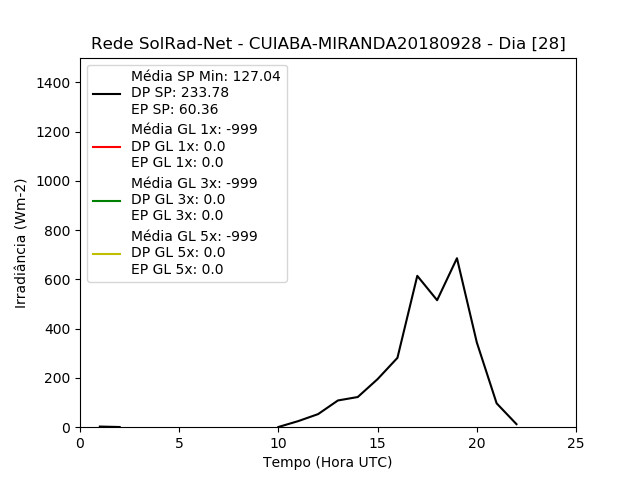 Rede SolRad-Net - CUIABA-MIRANDA20180928 - Dia [28]
Média SP Min: 127.04
DP SP: 233.78
EP SP: 60.36
Média GL 1x: -999
DP GL 1x: 0.0
EP GL 1x: 0.0
Média GL 3x: -999
DP GL 3x: 0.0
EP GL 3x: 0.0
Média GL 5x: -999
DP GL 5x: 0.0
EP GL 5x: 0.0
Irradiância (Wm-2)
1400
1200
1000
800
600
400
200
0
0 5 10 15 20 25
Tempo (Hora UTC)